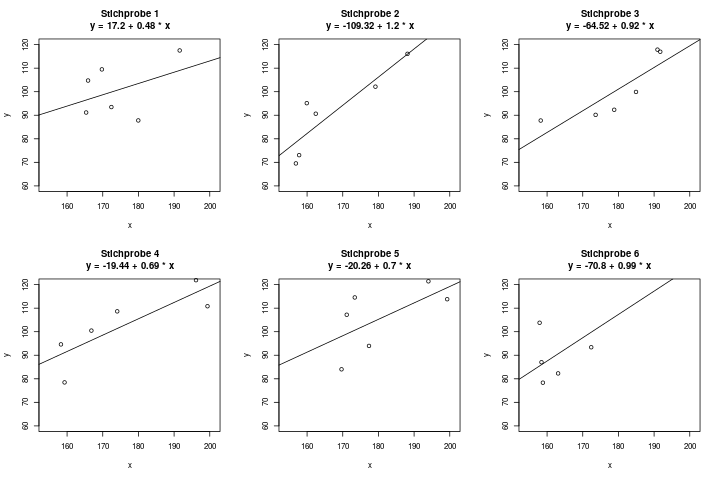 Stichprobe 1
y = 17.2 + 0.48 * x
60 70 80 90 100 110 120
y
160 170 180 190 200
x
Stichprobe 2
y = -109.32 + 1.2 * x
60 70 80 90 100 110 120
y
160 170 180 190 200
x
Stichprobe 3
y = -64.52 + 0.92 * x
60 70 80 90 100 110 120
y
160 170 180 190 200
x
Stichprobe 4
y = -19.44 + 0.69 * x
60 70 80 90 100 110 120
y
160 170 180 190 200
x
Stichprobe 5
y = -20.26 + 0.7 * x
60 70 80 90 100 110 120
y
160 170 180 190 200
x
Stichprobe 6
y = -70.8 + 0.99 * x
60 70 80 90 100 110 120
y
160 170 180 190 200
x